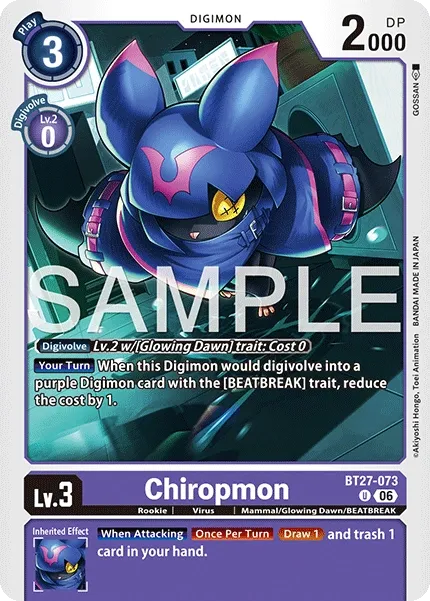 DIGIMON
Play
3
DP
2000
Digivolve
Lv.2
0
GOSSAN
SAMPLE
©Akiyoshi Hongo, Toei Animation BANDAI MADE IN JAPAN
Digivolve Lv.2 w/[Glowing Dawn] trait: Cost 0
Your Turn When this Digimon would digivolve into a
purple Digimon card with the [BEATBREAK] trait, reduce
the cost by 1.
Lv.3
Chiropmon
BT27-073
U 06
Rookie | Virus | Mammal/Glowing Dawn/BEATBREAK
Inherited Effect
When Attacking Once Per Turn Draw 1 and trash 1
card in your hand.